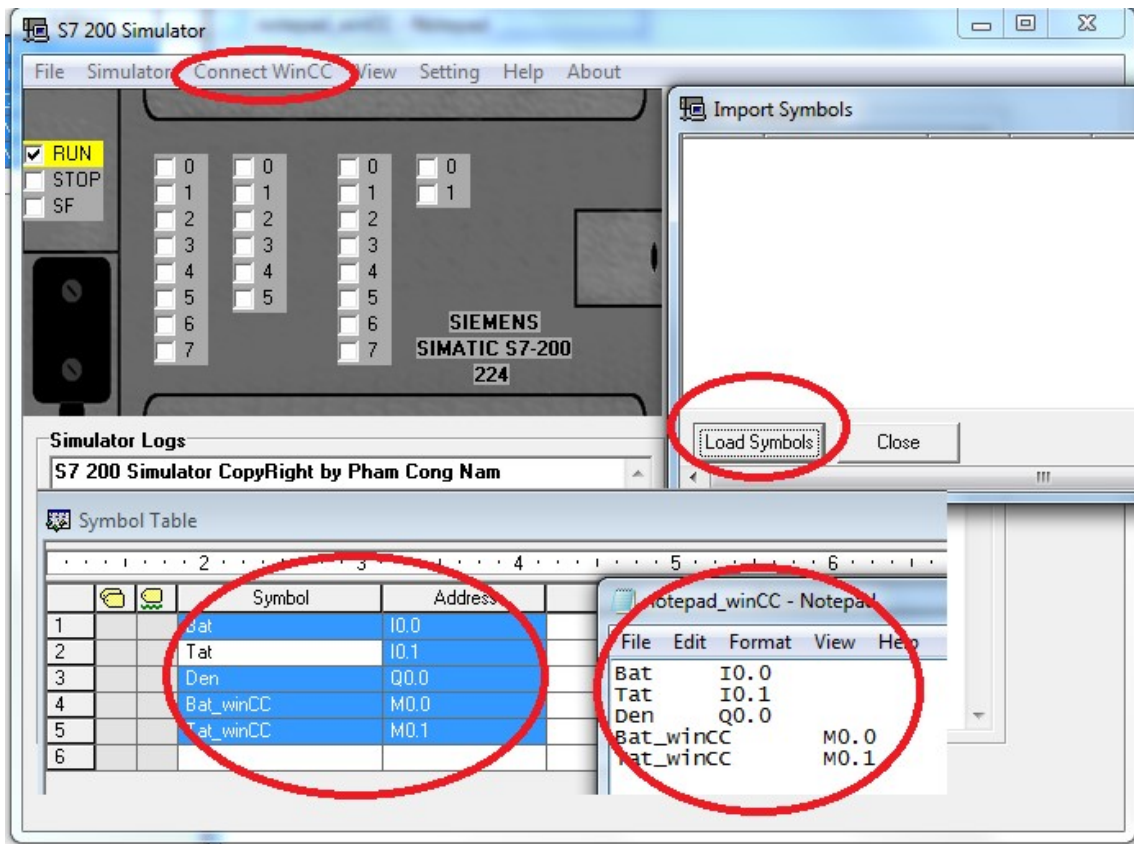 S7 200 Simulator
File Simulator Connect WinCC View Setting Help About
RUN
STOP
SF
0 0 0 0
1 1 1 1
2 2 2
3 3 3
4 4 4
5 5 5
6 6
7 7
SIEMENS
SIMATIC S7-200
224
Import Symbols
Load Symbols Close
Simulator Logs
S7 200 Simulator CopyRight by Pham Cong Nam
Symbol Table
2 3 4 5 6
Symbol Address
1 Bat I0.0
2 Tat I0.1
3 Den Q0.0
4 Bat_winCC M0.0
5 Tat_winCC M0.1
6
notepad_winCC - Notepad
File Edit Format View Help
Bat I0.0
Tat I0.1
Den Q0.0
Bat_winCC M0.0
Tat_winCC M0.1